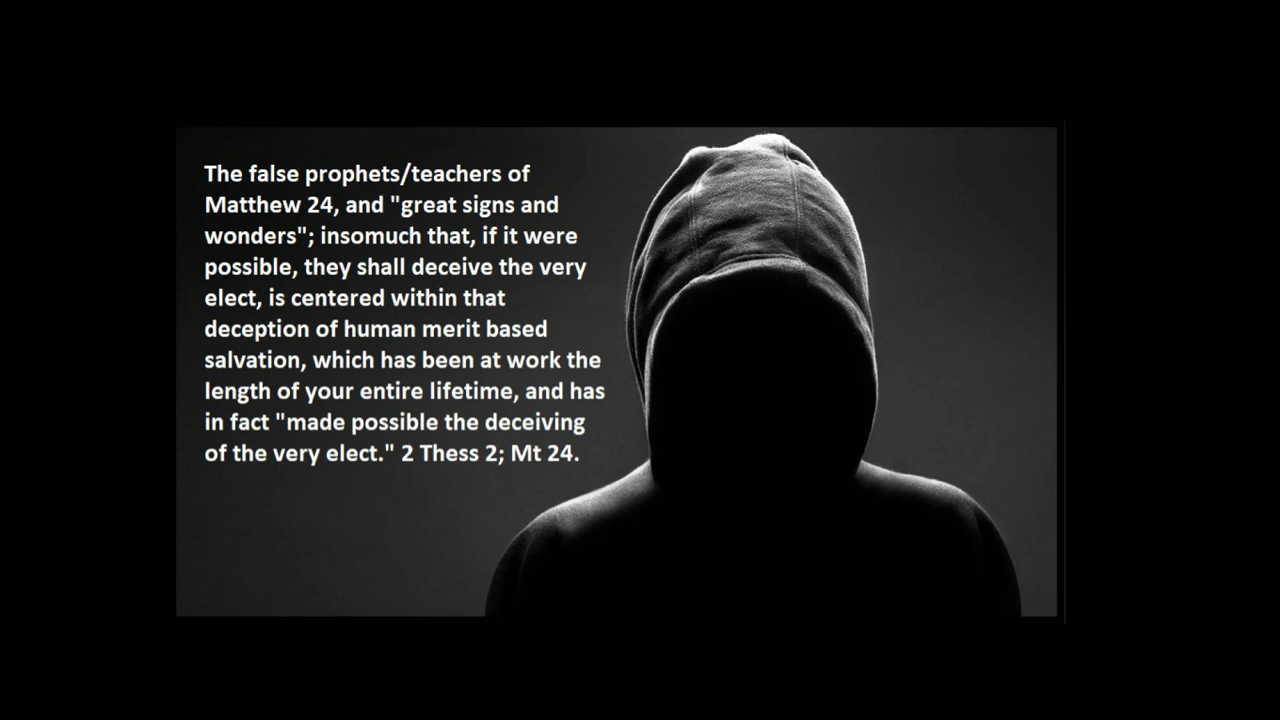 The false prophets/teachers of
Matthew 24, and "great signs and
wonders"; insomuch that, if it were
possible, they shall deceive the very
elect, is centered within that
deception of human merit based
salvation, which has been at work the
length of your entire lifetime, and has
in fact "made possible the deceiving
of the very elect." 2 Thess 2; Mt 24.